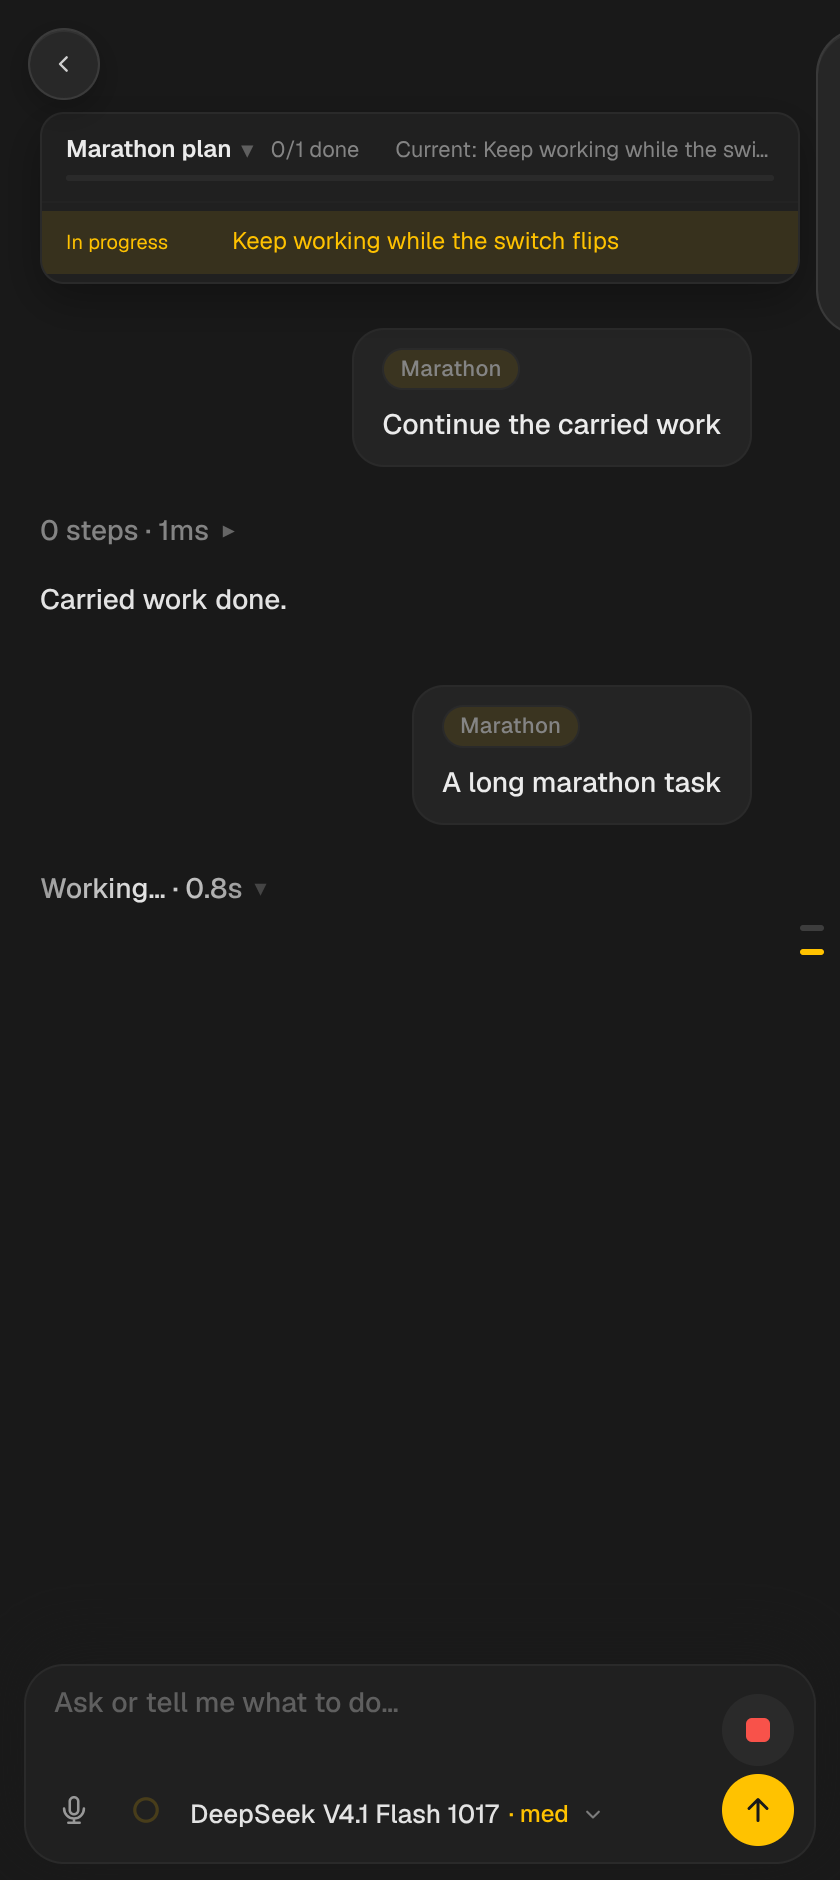 Marathon plan ▾ 0/1 done Current: Keep working while the swi...
In progress Keep working while the switch flips
Marathon
Continue the carried work
0 steps · 1ms ▸
Carried work done.
Marathon
A long marathon task
Working... · 0.8s ▾
Ask or tell me what to do...
DeepSeek V4.1 Flash 1017 · med